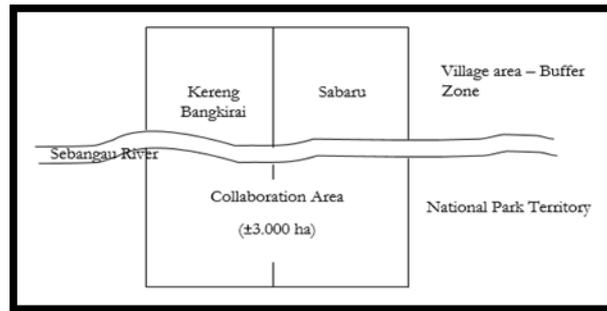 Village area – Buffer
Zone
Kereng
Bangkirai
Sabaru
Sebangau River
Collaboration Area
(±3.000 ha)
National Park Territory